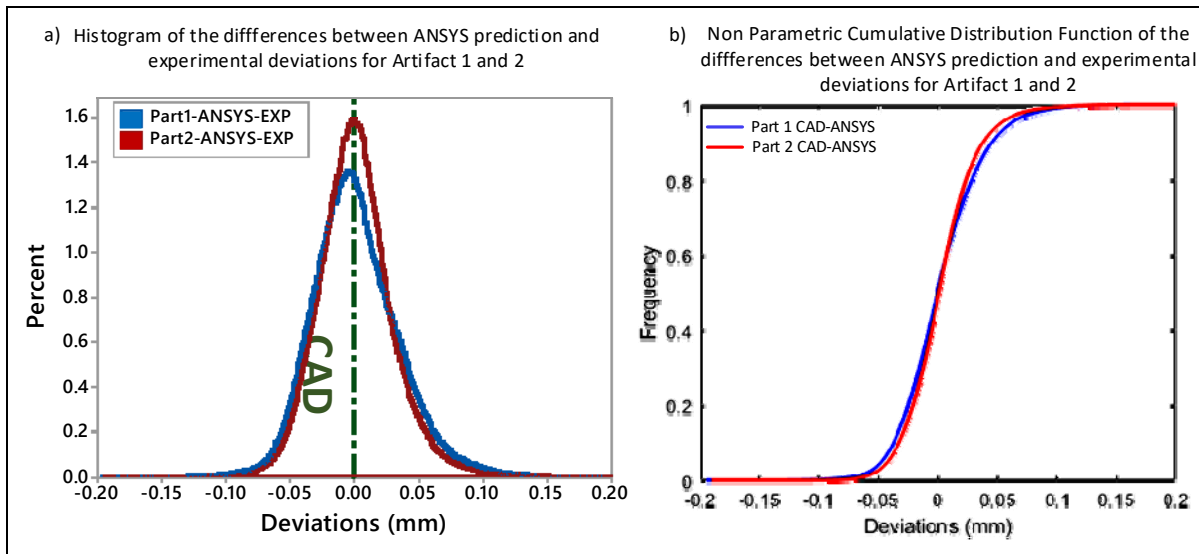 a) Histogram of the diffferences between ANSYS prediction and
experimental deviations for Artifact 1 and 2
Part1-ANSYS-EXP
Part2-ANSYS-EXP
1.6
1.4
1.2
1.0
0.8
0.6
0.4
0.2
0.0
Percent
CAD
-0.20 -0.10 -0.05 0.00 0.05 0.10 0.15 0.20
Deviations (mm)
b) Non Parametric Cumulative Distribution Function of the
diffferences between ANSYS prediction and experimental
deviations for Artifact 1 and 2
Part 1 CAD-ANSYS
Part 2 CAD-ANSYS
1
0.8
0.6
0.4
0.2
0
Frequency
-0.2 -0.15 -0.1 -0.05 0 0.05 0.1 0.15 0.2
Deviations (mm)